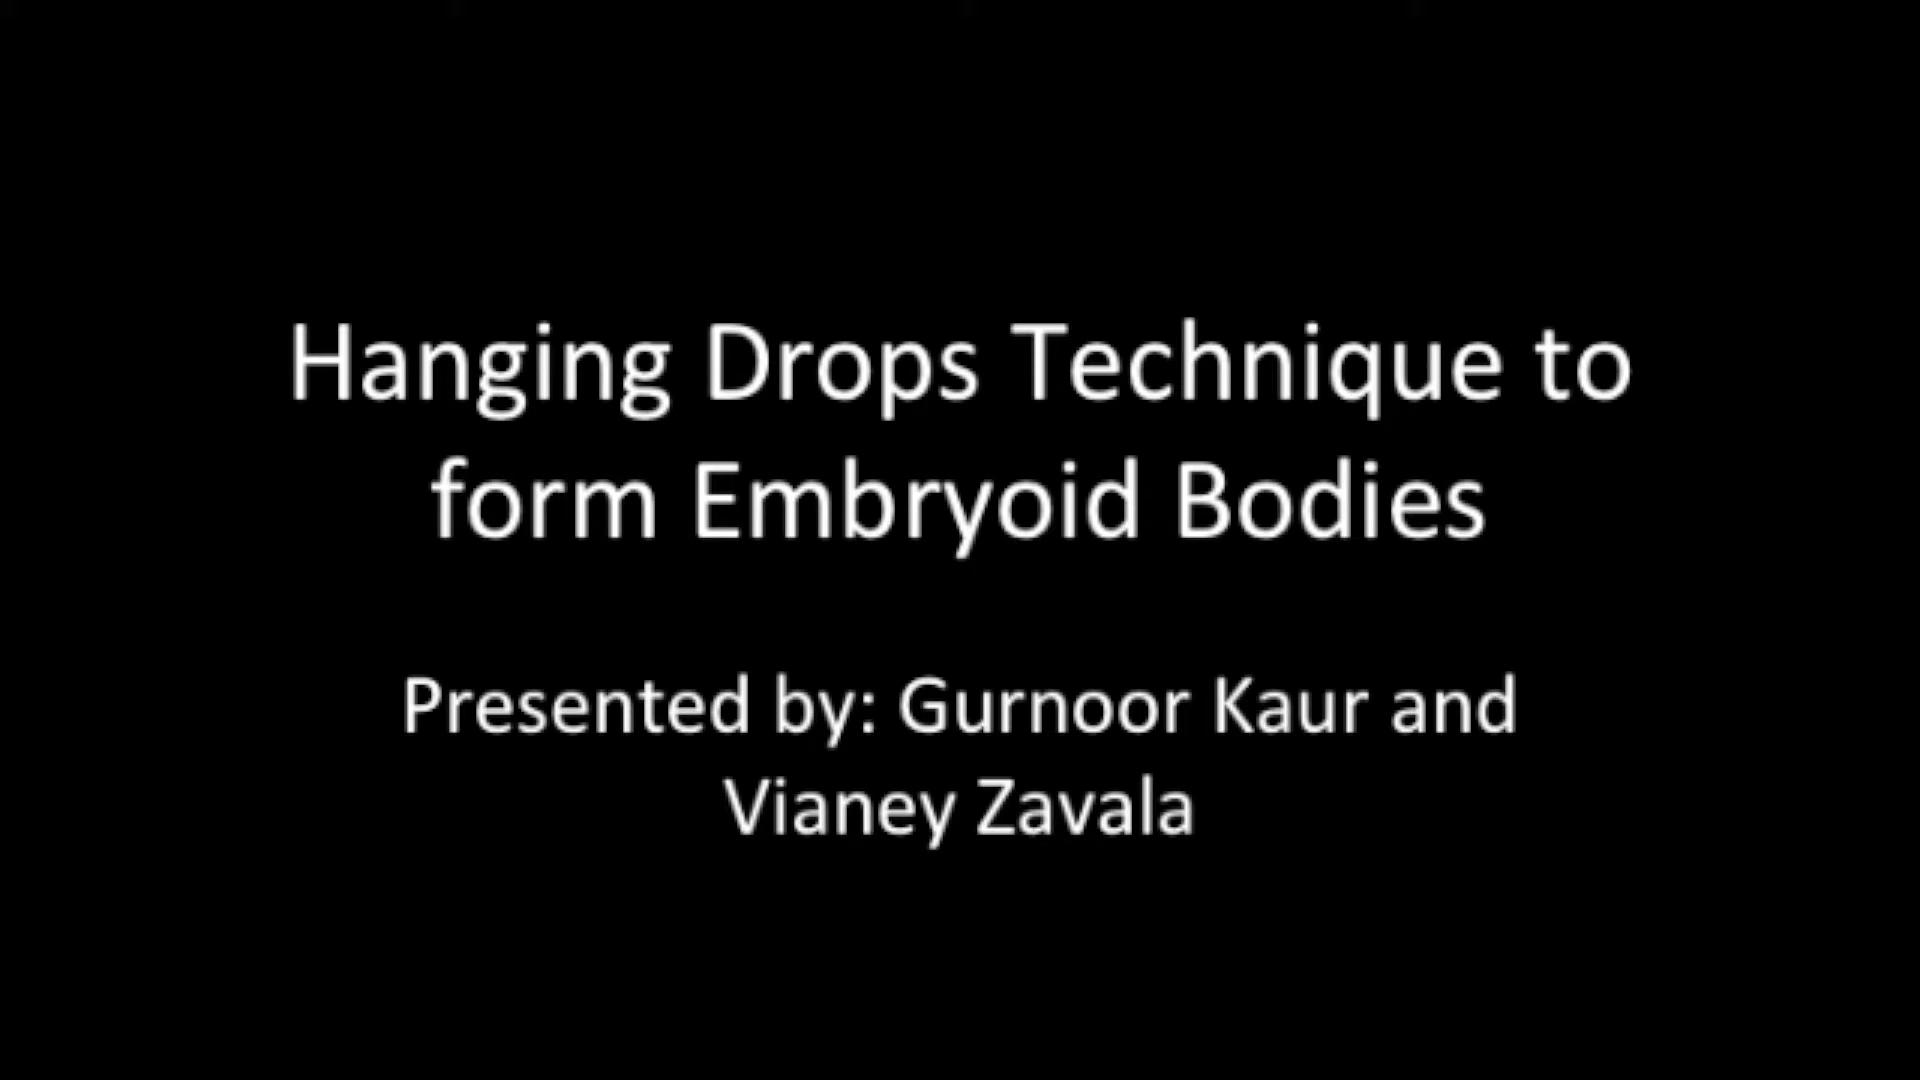 Hanging Drops Technique to
form Embryoid Bodies
Presented by: Gurnoor Kaur and
Vianey Zavala